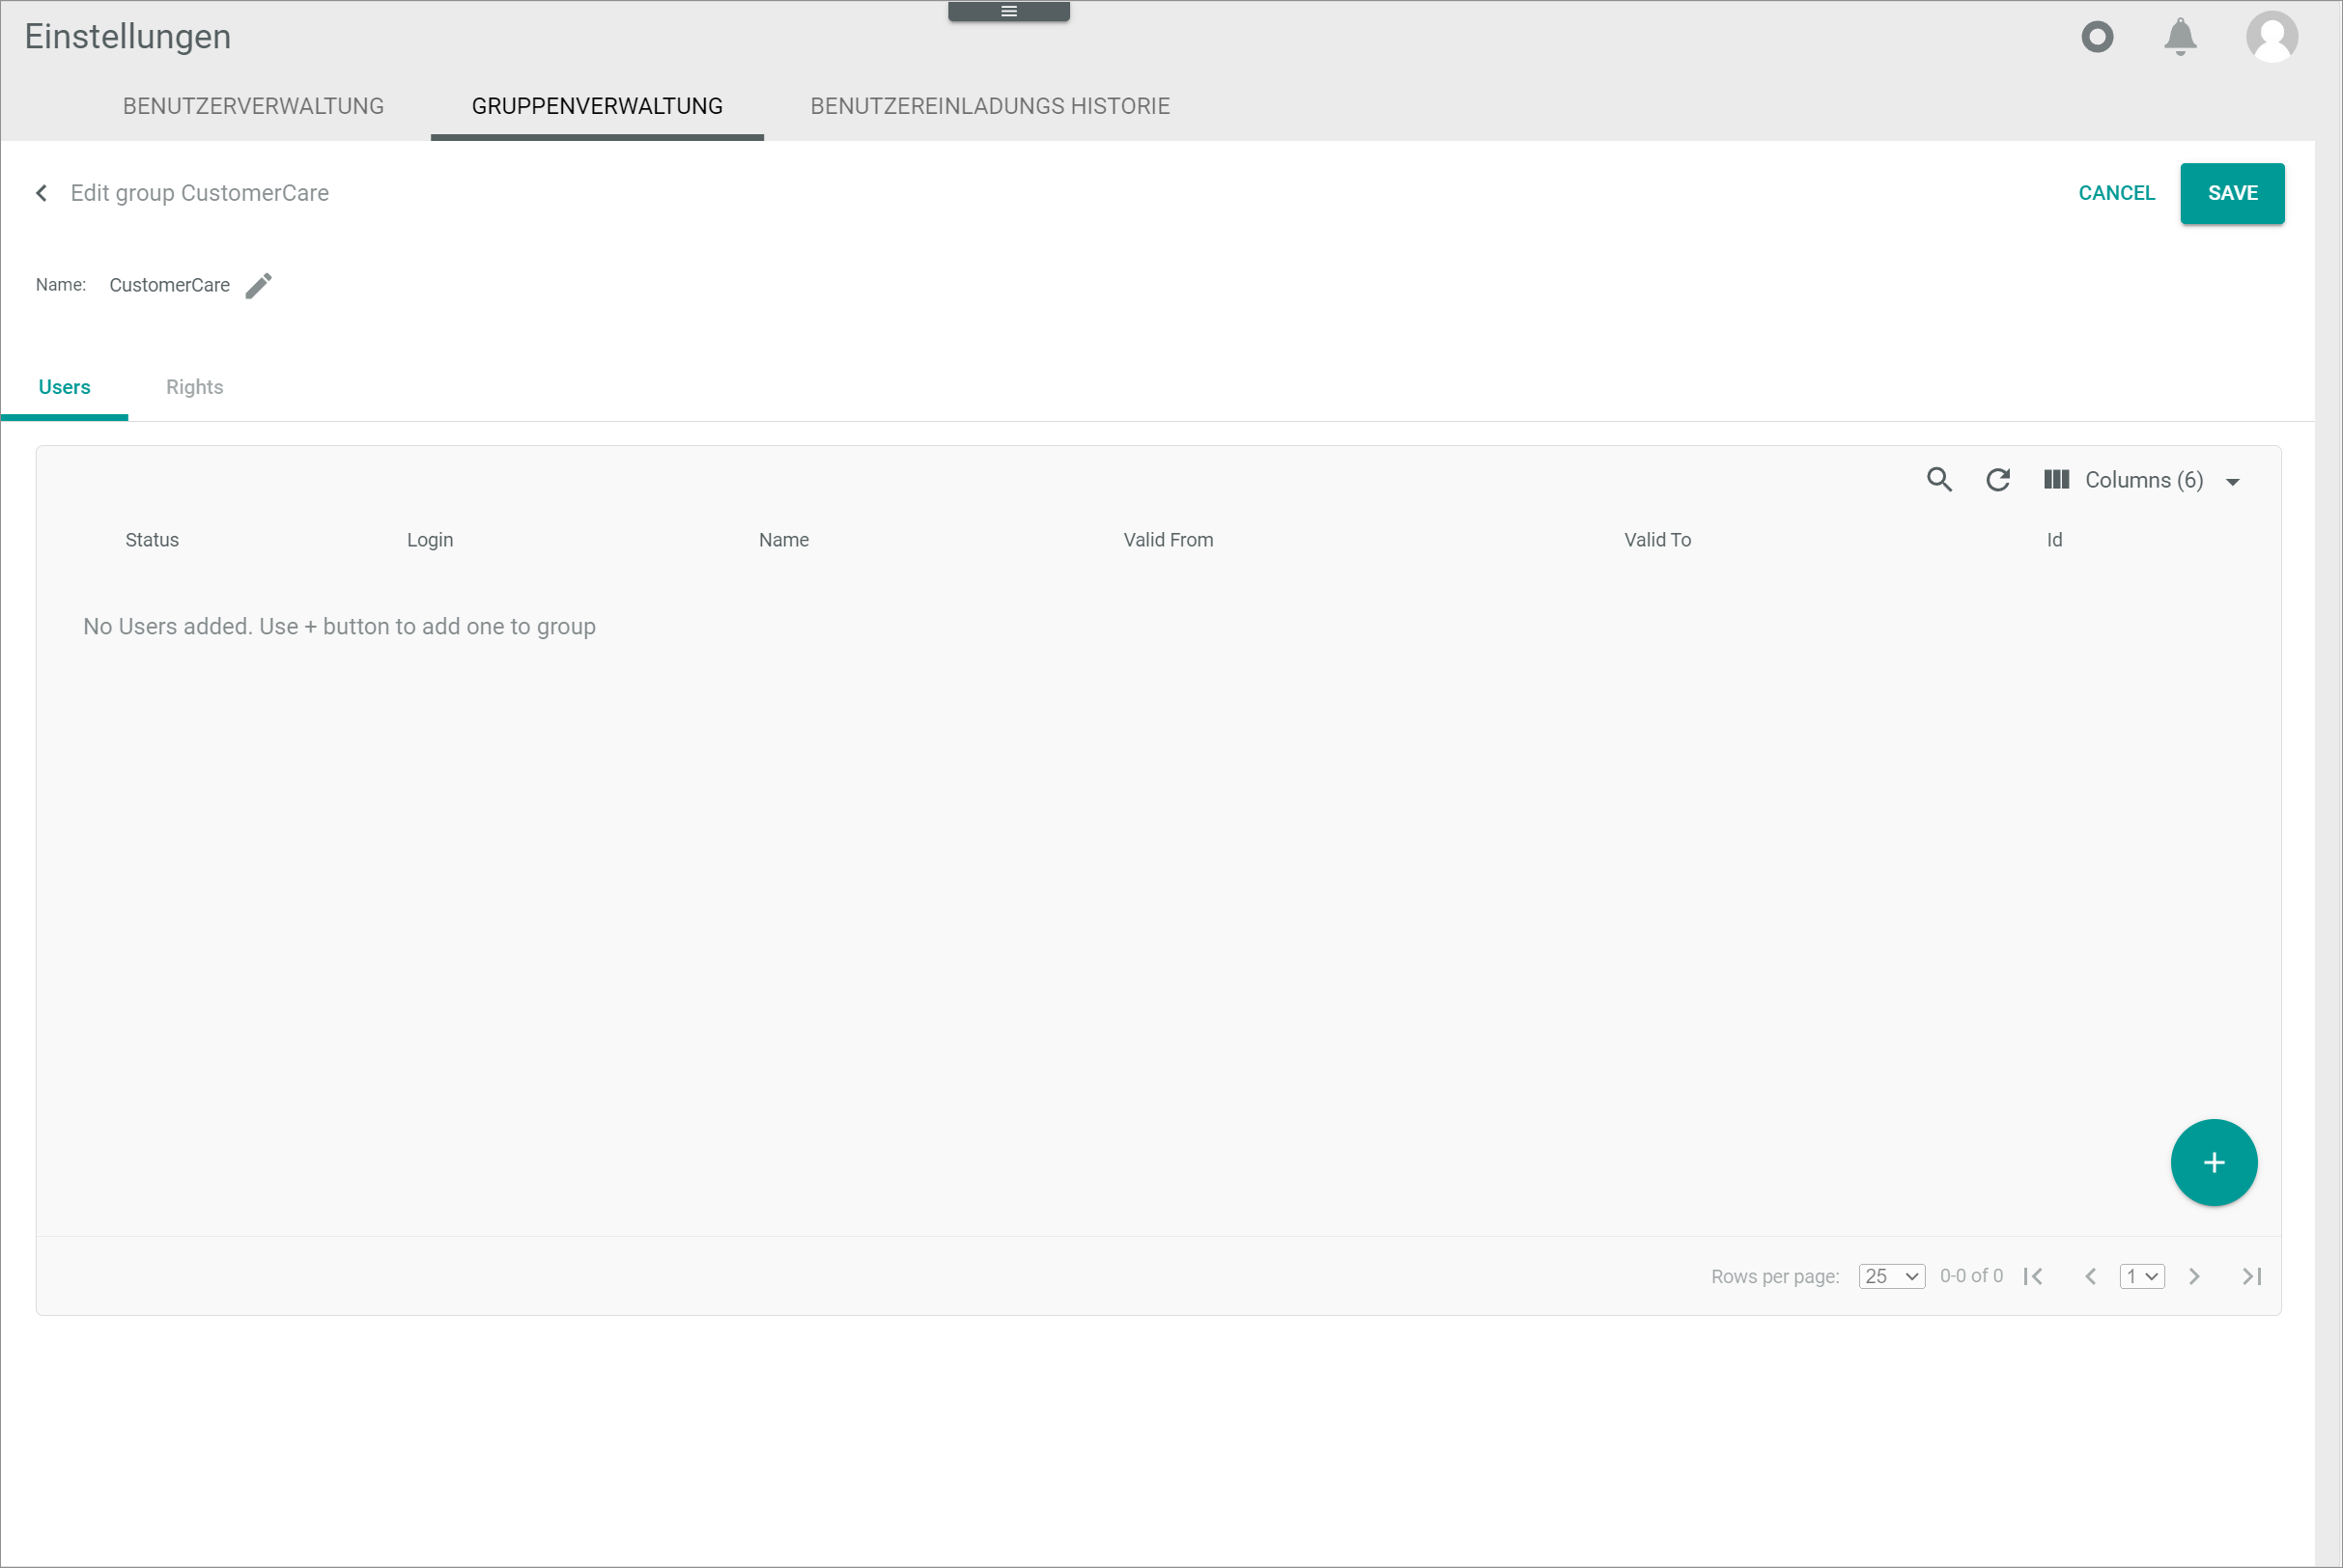 Einstellungen
BENUTZERVERWALTUNG GRUPPENVERWALTUNG BENUTZEREINLADUNGS HISTORIE
Edit group CustomerCare CANCEL SAVE
Name: CustomerCare
Users Rights
Columns (6)
Status Login Name Valid From Valid To Id
No Users added. Use + button to add one to group
+
Rows per page: 25 0-0 of 0 1